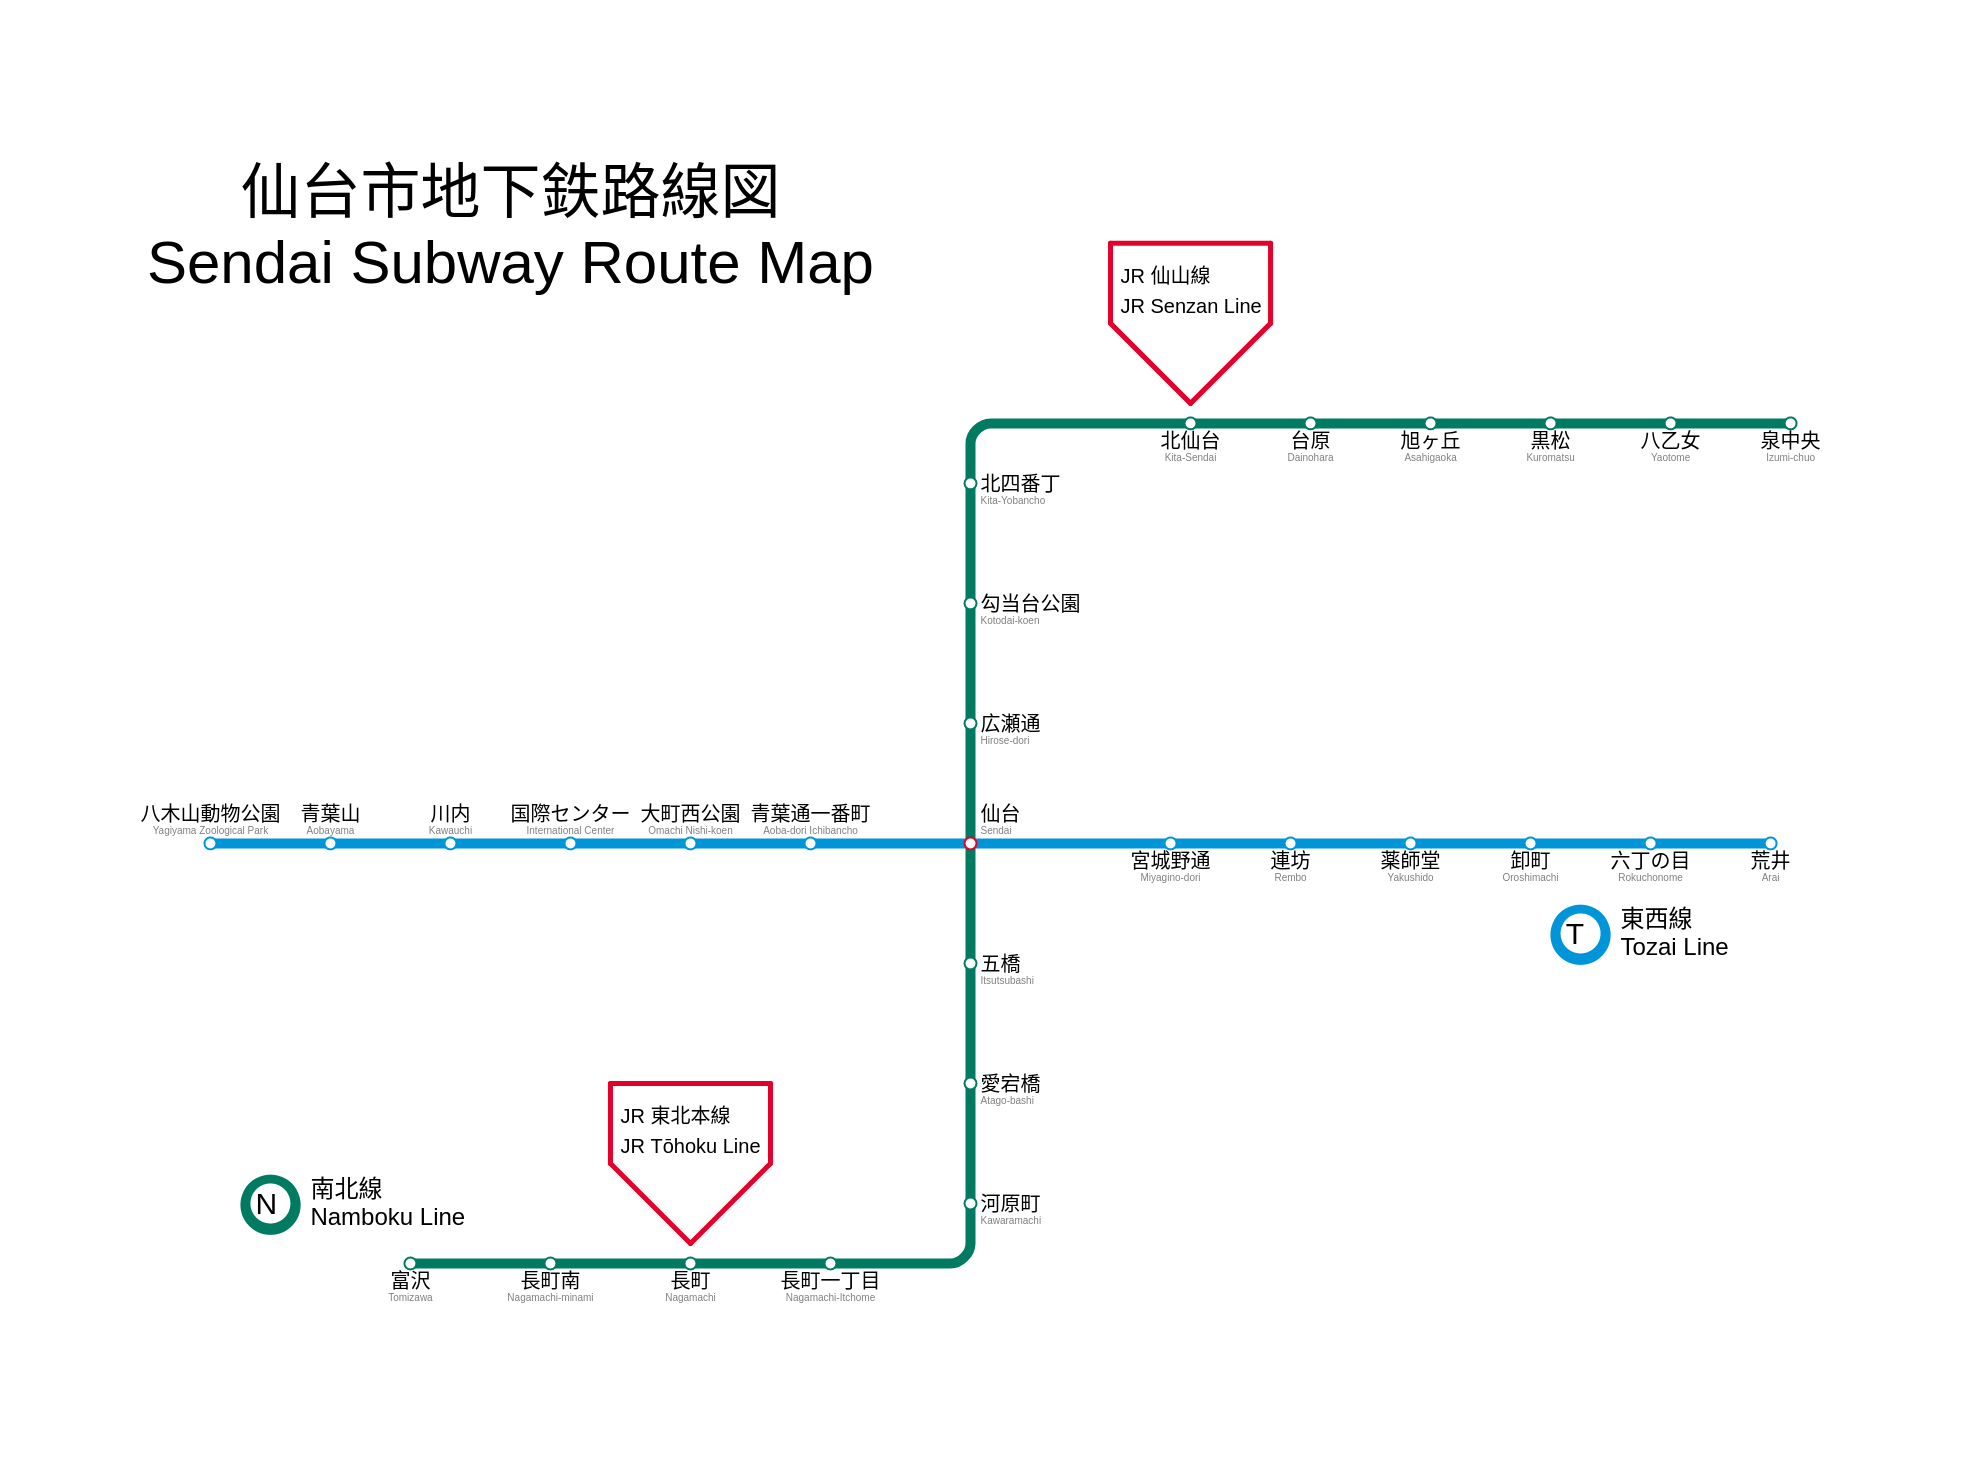 仙台市地下鉄路線図
Sendai Subway Route Map
JR 仙山線
JR Senzan Line
北仙台
Kita-Sendai
台原
Dainohara
旭ヶ丘
Asahigaoka
黒松
Kuromatsu
八乙女
Yaotome
泉中央
Izumi-chuo
北四番丁
Kita-Yobancho
勾当台公園
Kotodai-koen
広瀬通
Hirose-dori
八木山動物公園
Yagiyama Zoological Park
青葉山
Aobayama
川内
Kawauchi
国際センター
International Center
大町西公園
Omachi Nishi-koen
青葉通一番町
Aoba-dori Ichibancho
仙台
Sendai
宮城野通
Miyagino-dori
連坊
Rembo
薬師堂
Yakushido
卸町
Oroshimachi
六丁の目
Rokuchonome
荒井
Arai
T
東西線
Tozai Line
五橋
Itsutsubashi
愛宕橋
Atago-bashi
JR 東北本線
JR Tōhoku Line
N
南北線
Namboku Line
河原町
Kawaramachi
富沢
Tomizawa
長町南
Nagamachi-minami
長町
Nagamachi
長町一丁目
Nagamachi-Itchome